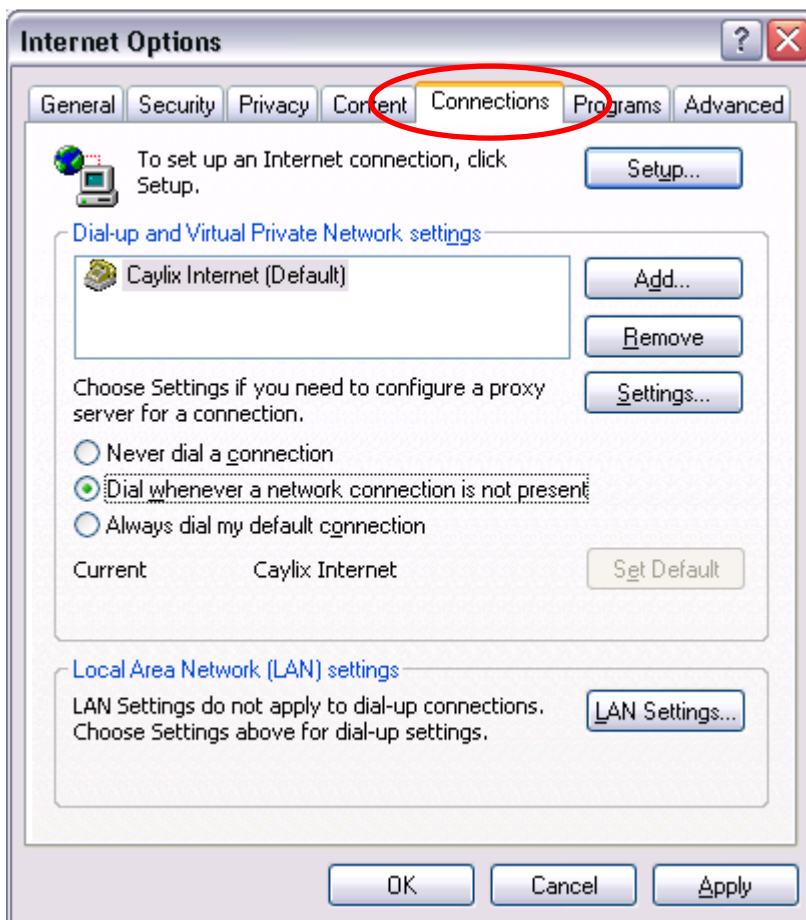 Internet Options
?
General Security Privacy Content Connections Programs Advanced
To set up an Internet connection, click
Setup.
Setup...
Dial-up and Virtual Private Network settings
Caylix Internet (Default)
Add...
Remove
Choose Settings if you need to configure a proxy
server for a connection.
Settings...
Never dial a connection
Dial whenever a network connection is not present
Always dial my default connection
Current Caylix Internet
Set Default
Local Area Network (LAN) settings
LAN Settings do not apply to dial-up connections.
Choose Settings above for dial-up settings.
LAN Settings...
OK Cancel Apply